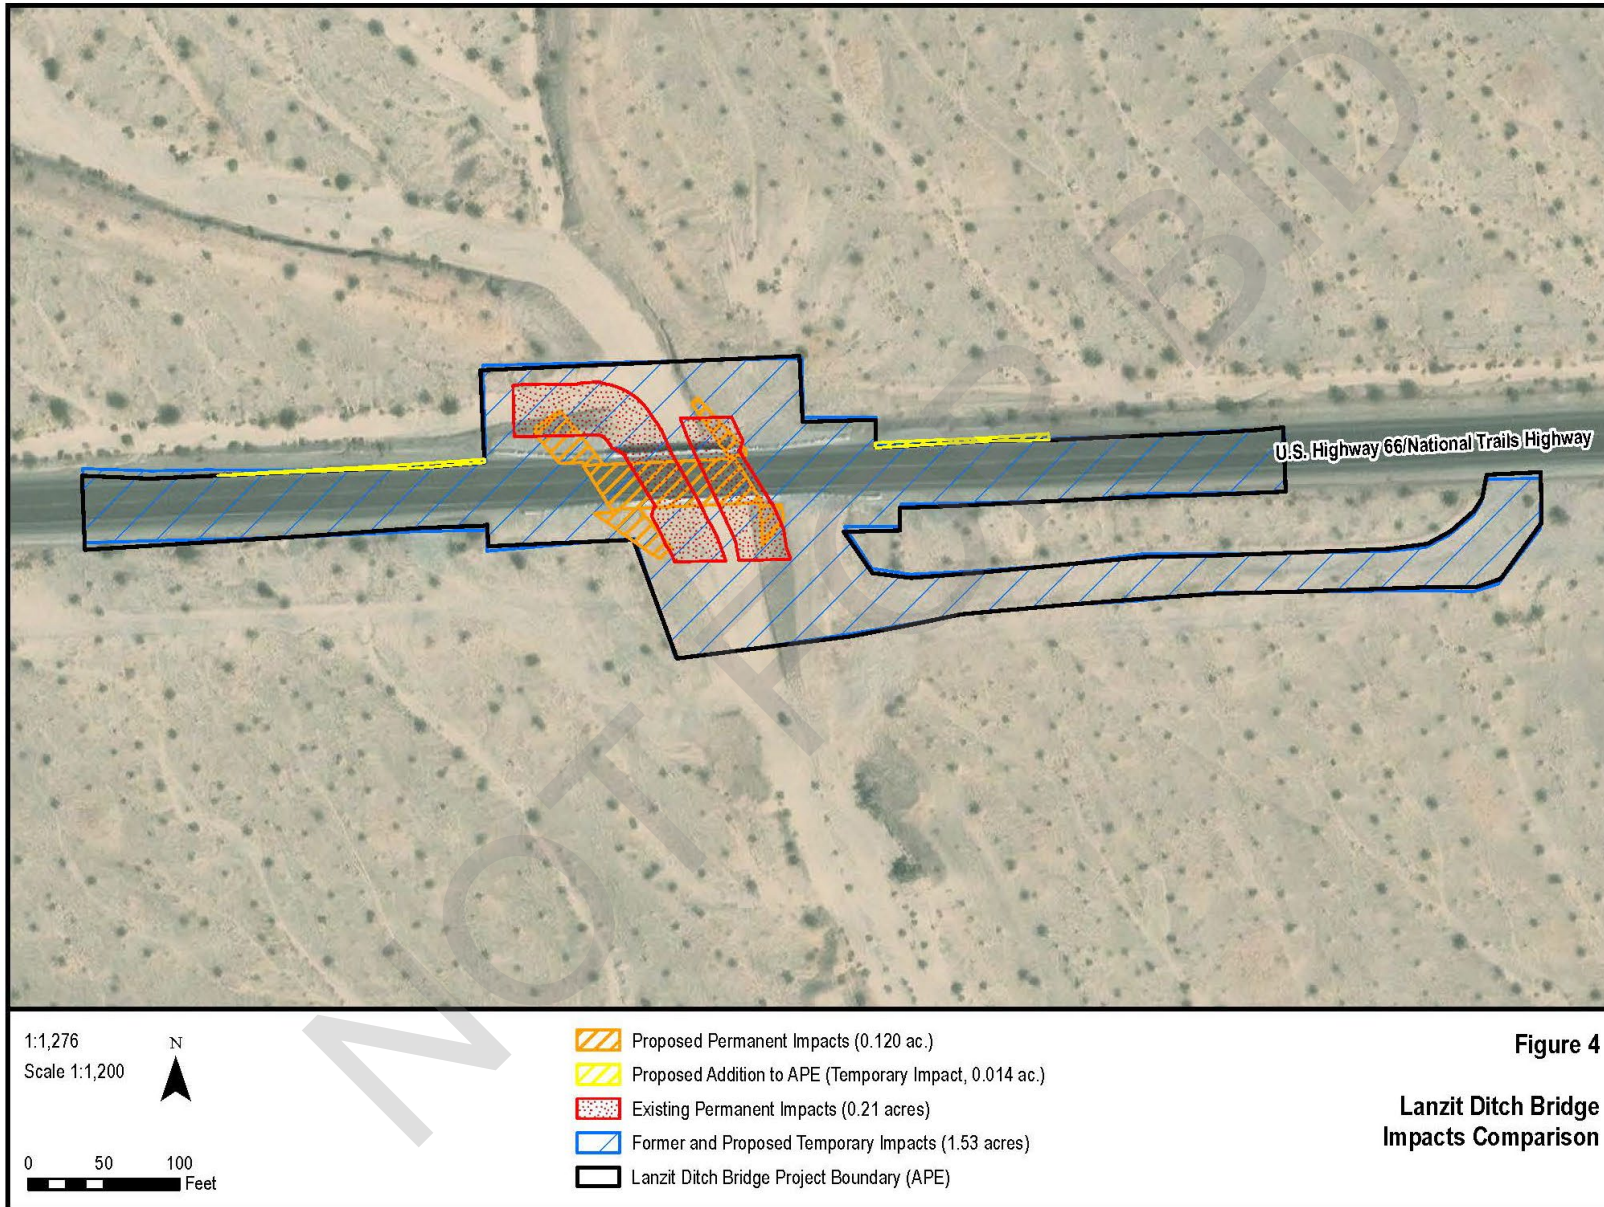 NOT FOR BID
U.S. Highway 66/National Trails Highway
1:1,276
Scale 1:1,200
N
0 50 100
Feet
Proposed Permanent Impacts (0.120 ac.)
Proposed Addition to APE (Temporary Impact, 0.014 ac.)
Existing Permanent Impacts (0.21 acres)
Former and Proposed Temporary Impacts (1.53 acres)
Lanzit Ditch Bridge Project Boundary (APE)
Figure 4
Lanzit Ditch Bridge
Impacts Comparison